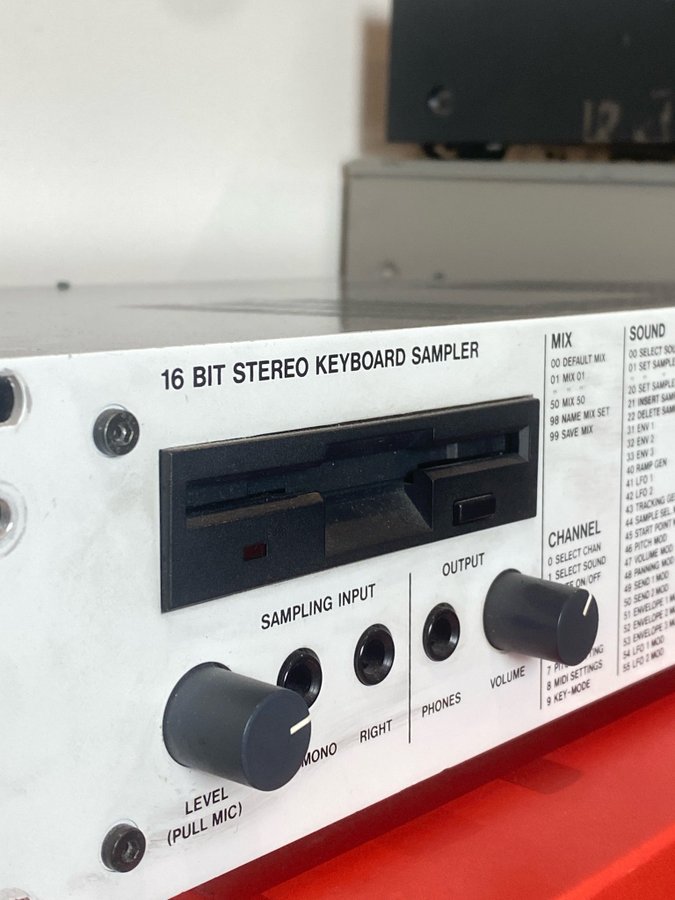 16 BIT STEREO KEYBOARD SAMPLER
SAMPLING INPUT
OUTPUT
MONO
RIGHT
PHONES
VOLUME
LEVEL
(PULL MIC)
MIX
00 DEFAULT MIX
01 MIX 01
" " "
50 MIX 50
98 NAME MIX SET
99 SAVE MIX
CHANNEL
0 SELECT CHAN
1 SELECT SOUND
ON/OFF
7
8 MIDI SETTINGS
9 KEY-MODE
SOUND
00 SELECT
01 SET SAMPLE
" " "
20 SET SAMPLE
21 INSERT
22 DELETE
31 ENV 1
32 ENV 2
33 ENV 3
40 RAMP GEN
41 LFO 1
42 LFO 2
43 TRACKING
44 SAMPLE SEL.
45 START POINT
46 PITCH MOD
47 VOLUME MOD
48 PANNING MOD
49 SEND 1 MOD
50 SEND 2 MOD
51 ENVELOPE 1
52 ENVELOPE 2
53 ENVELOPE 3
54 LFO 1 MOD
55 LFO 2 MOD